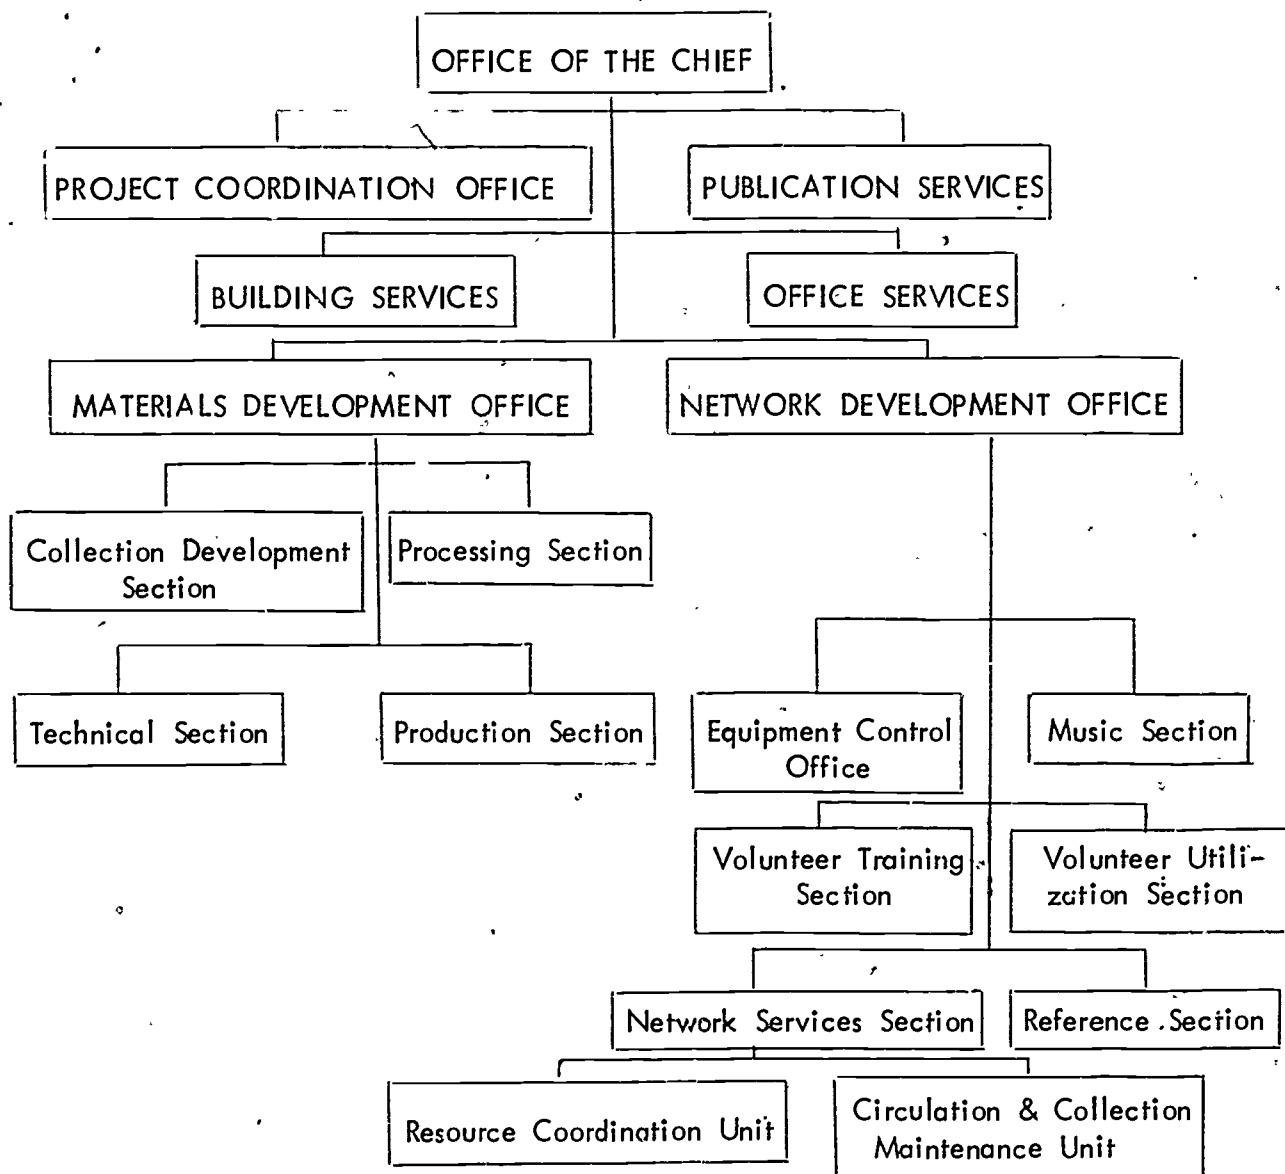 OFFICE OF THE CHIEF
PROJECT COORDINATION OFFICE
PUBLICATION SERVICES
BUILDING SERVICES
OFFICE SERVICES
MATERIALS DEVELOPMENT OFFICE
NETWORK DEVELOPMENT OFFICE
Collection Development
Section
Processing Section
Technical Section
Production Section
Equipment Control
Office
Music Section
Volunteer Training
Section
Volunteer Utili-
zation Section
Network Services Section
Reference Section
Resource Coordination Unit
Circulation & Collection
Maintenance Unit